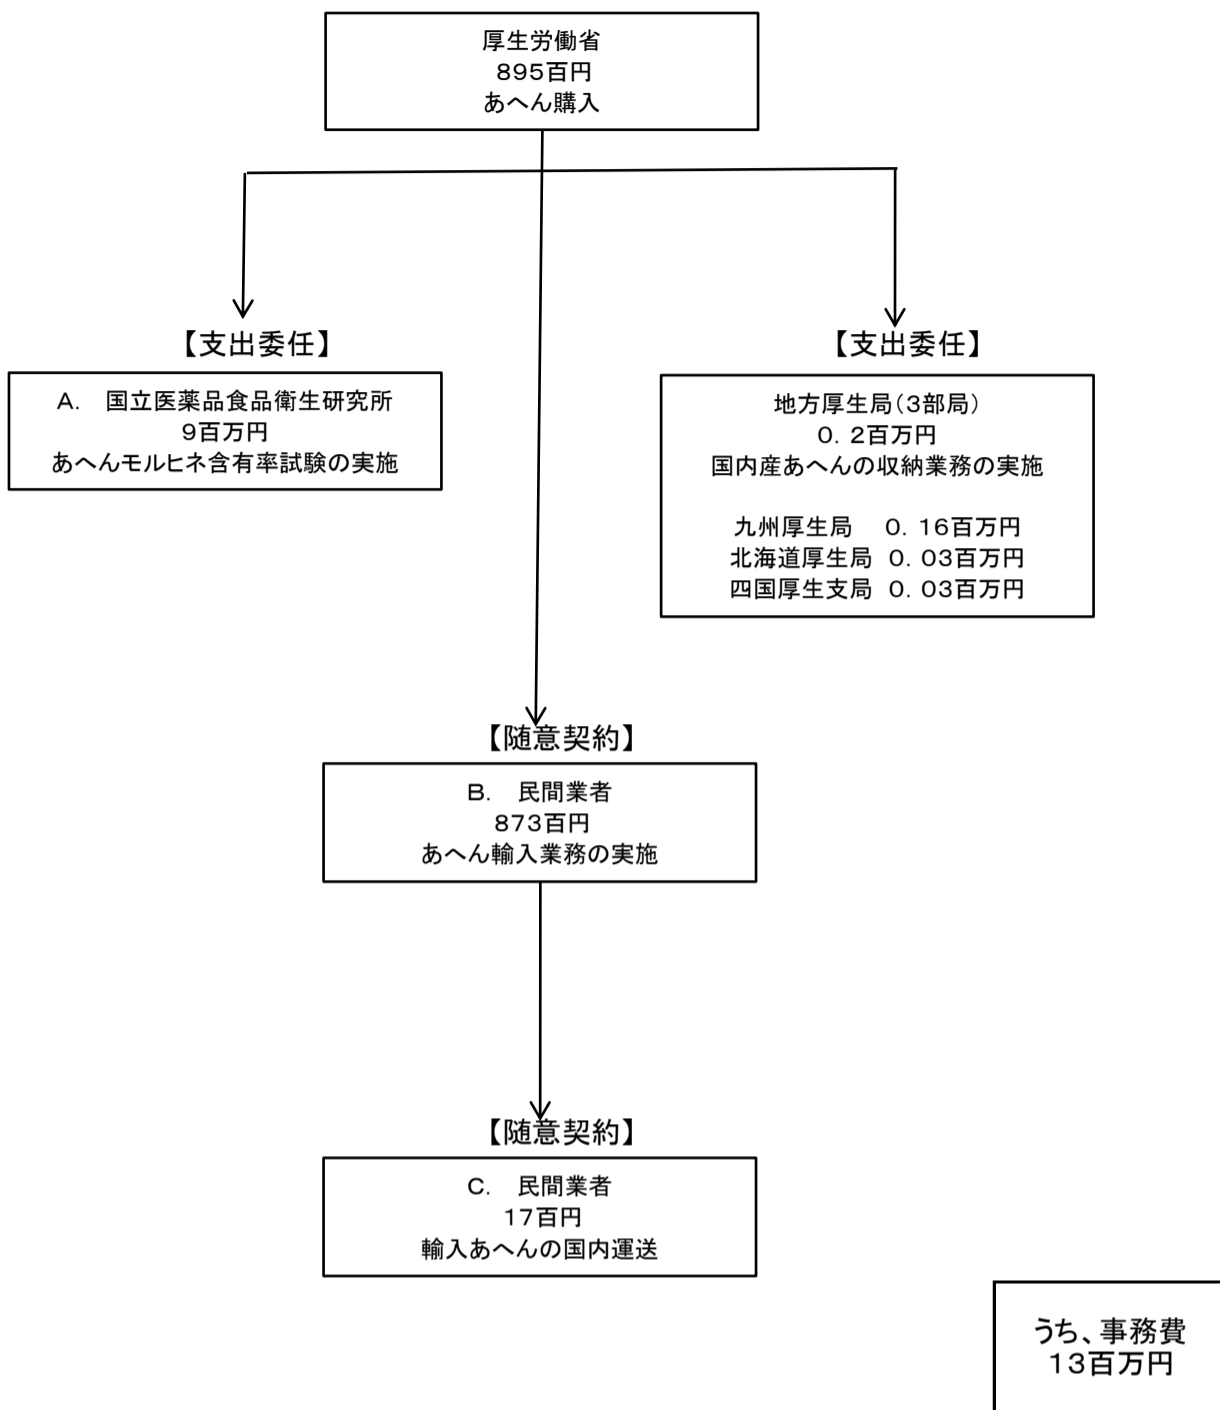 厚生労働省
895百円
あへん購入
【支出委任】
A.　国立医薬品食品衛生研究所
9百万円
あへんモルヒネ含有率試験の実施
【支出委任】
地方厚生局(3部局)
0.2百万円
国内産あへんの収納業務の実施
九州厚生局　0.16百万円
北海道厚生局 0.03百万円
四国厚生支局 0.03百万円
【随意契約】
B.　民間業者
873百円
あへん輸入業務の実施
【随意契約】
C.　民間業者
17百円
輸入あへんの国内運送
うち、事務費
13百万円